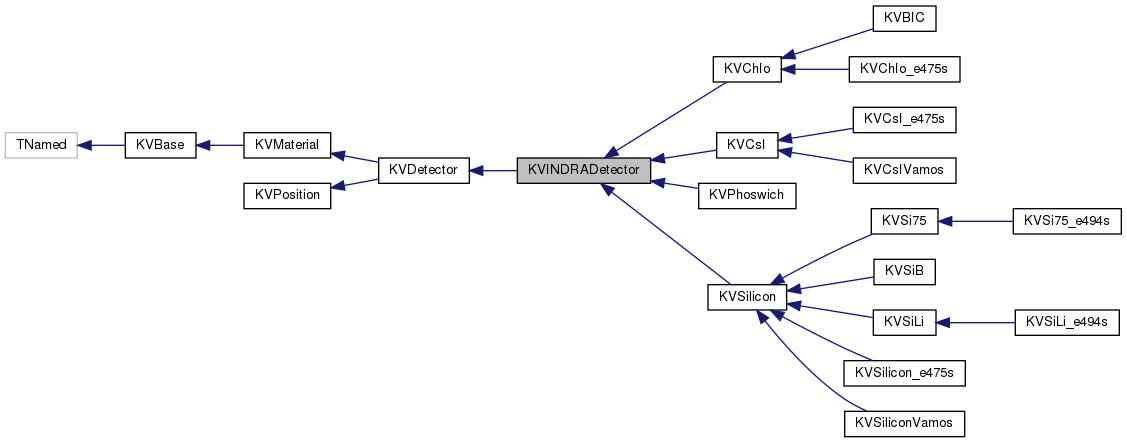 KVBIC
KVChIo
KVChIo_e475s
KVCsI_e475s
TNamed
KVBase
KVMaterial
KVCsI
KVDetector
KVINDRADetector
KVCsIVamos
KVPosition
KVPhoswich
KVSi75
KVSi75_e494s
KVSiB
KVSilicon
KVSiLi
KVSiLi_e494s
KVSilicon_e475s
KVSiliconVamos